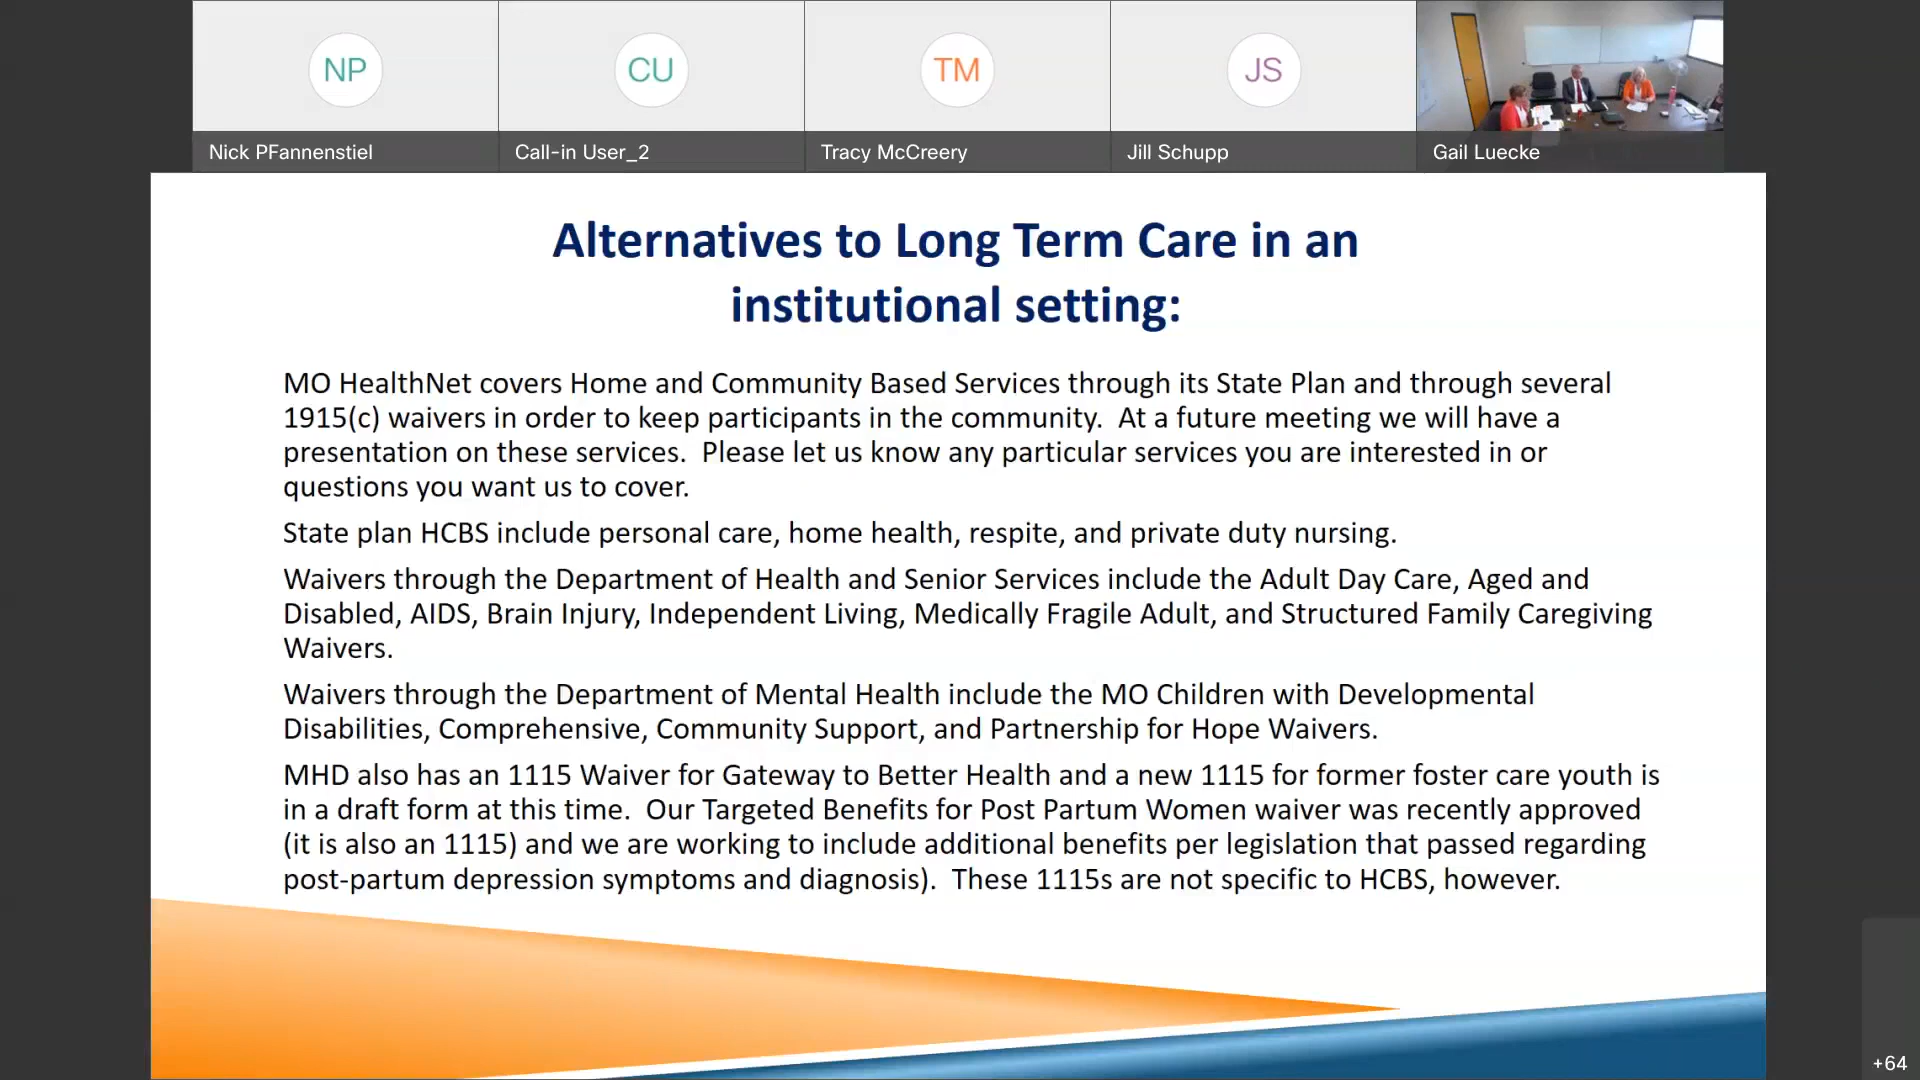 NP
CU
TM
JS
Nick PFannenstiel
Call-in User_2
Tracy McCreery
Jill Schupp
Gail Luecke
Alternatives to Long Term Care in an
institutional setting:
MO HealthNet covers Home and Community Based Services through its State Plan and through several
1915(c) waivers in order to keep participants in the community.  At a future meeting we will have a
presentation on these services.  Please let us know any particular services you are interested in or
questions you want us to cover.
State plan HCBS include personal care, home health, respite, and private duty nursing.
Waivers through the Department of Health and Senior Services include the Adult Day Care, Aged and
Disabled, AIDS, Brain Injury, Independent Living, Medically Fragile Adult, and Structured Family Caregiving
Waivers.
Waivers through the Department of Mental Health include the MO Children with Developmental
Disabilities, Comprehensive, Community Support, and Partnership for Hope Waivers.
MHD also has an 1115 Waiver for Gateway to Better Health and a new 1115 for former foster care youth is
in a draft form at this time.  Our Targeted Benefits for Post Partum Women waiver was recently approved
(it is also an 1115) and we are working to include additional benefits per legislation that passed regarding
post-partum depression symptoms and diagnosis).  These 1115s are not specific to HCBS, however.
+64